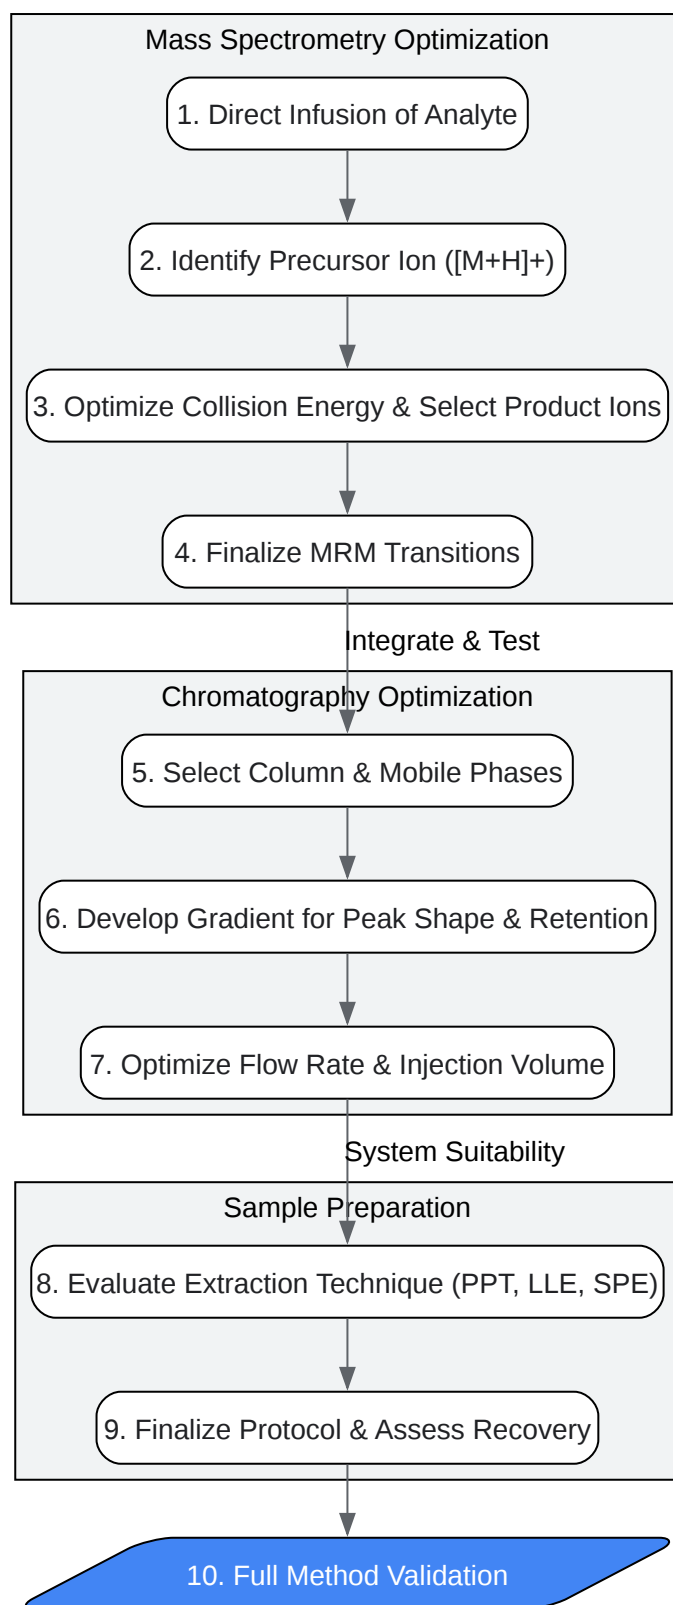 Mass Spectrometry Optimization
1. Direct Infusion of Analyte
2. Identify Precursor Ion ([M+H]+)
3. Optimize Collision Energy & Select Product Ions
4. Finalize MRM Transitions
Integrate & Test
Chromatography Optimization
5. Select Column & Mobile Phases
6. Develop Gradient for Peak Shape & Retention
7. Optimize Flow Rate & Injection Volume
System Suitability
Sample Preparation
8. Evaluate Extraction Technique (PPT, LLE, SPE)
9. Finalize Protocol & Assess Recovery
10. Full Method Validation